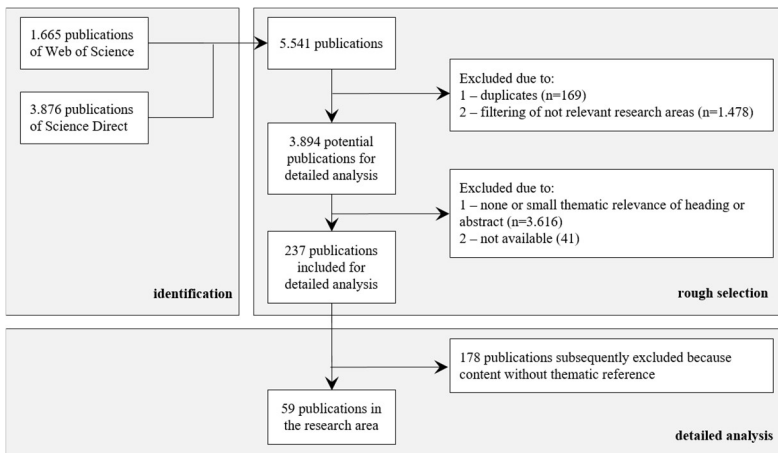 1.665 publications
of Web of Science
3.876 publications
of Science Direct
identification
5.541 publications
Excluded due to:
1 – duplicates (n=169)
2 – filtering of not relevant research areas (n=1.478)
3.894 potential
publications for
detailed analysis
Excluded due to:
1 – none or small thematic relevance of heading or
abstract (n=3.616)
2 – not available (41)
237 publications
included for
detailed analysis
rough selection
178 publications subsequently excluded because
content without thematic reference
59 publications in
the research area
detailed analysis